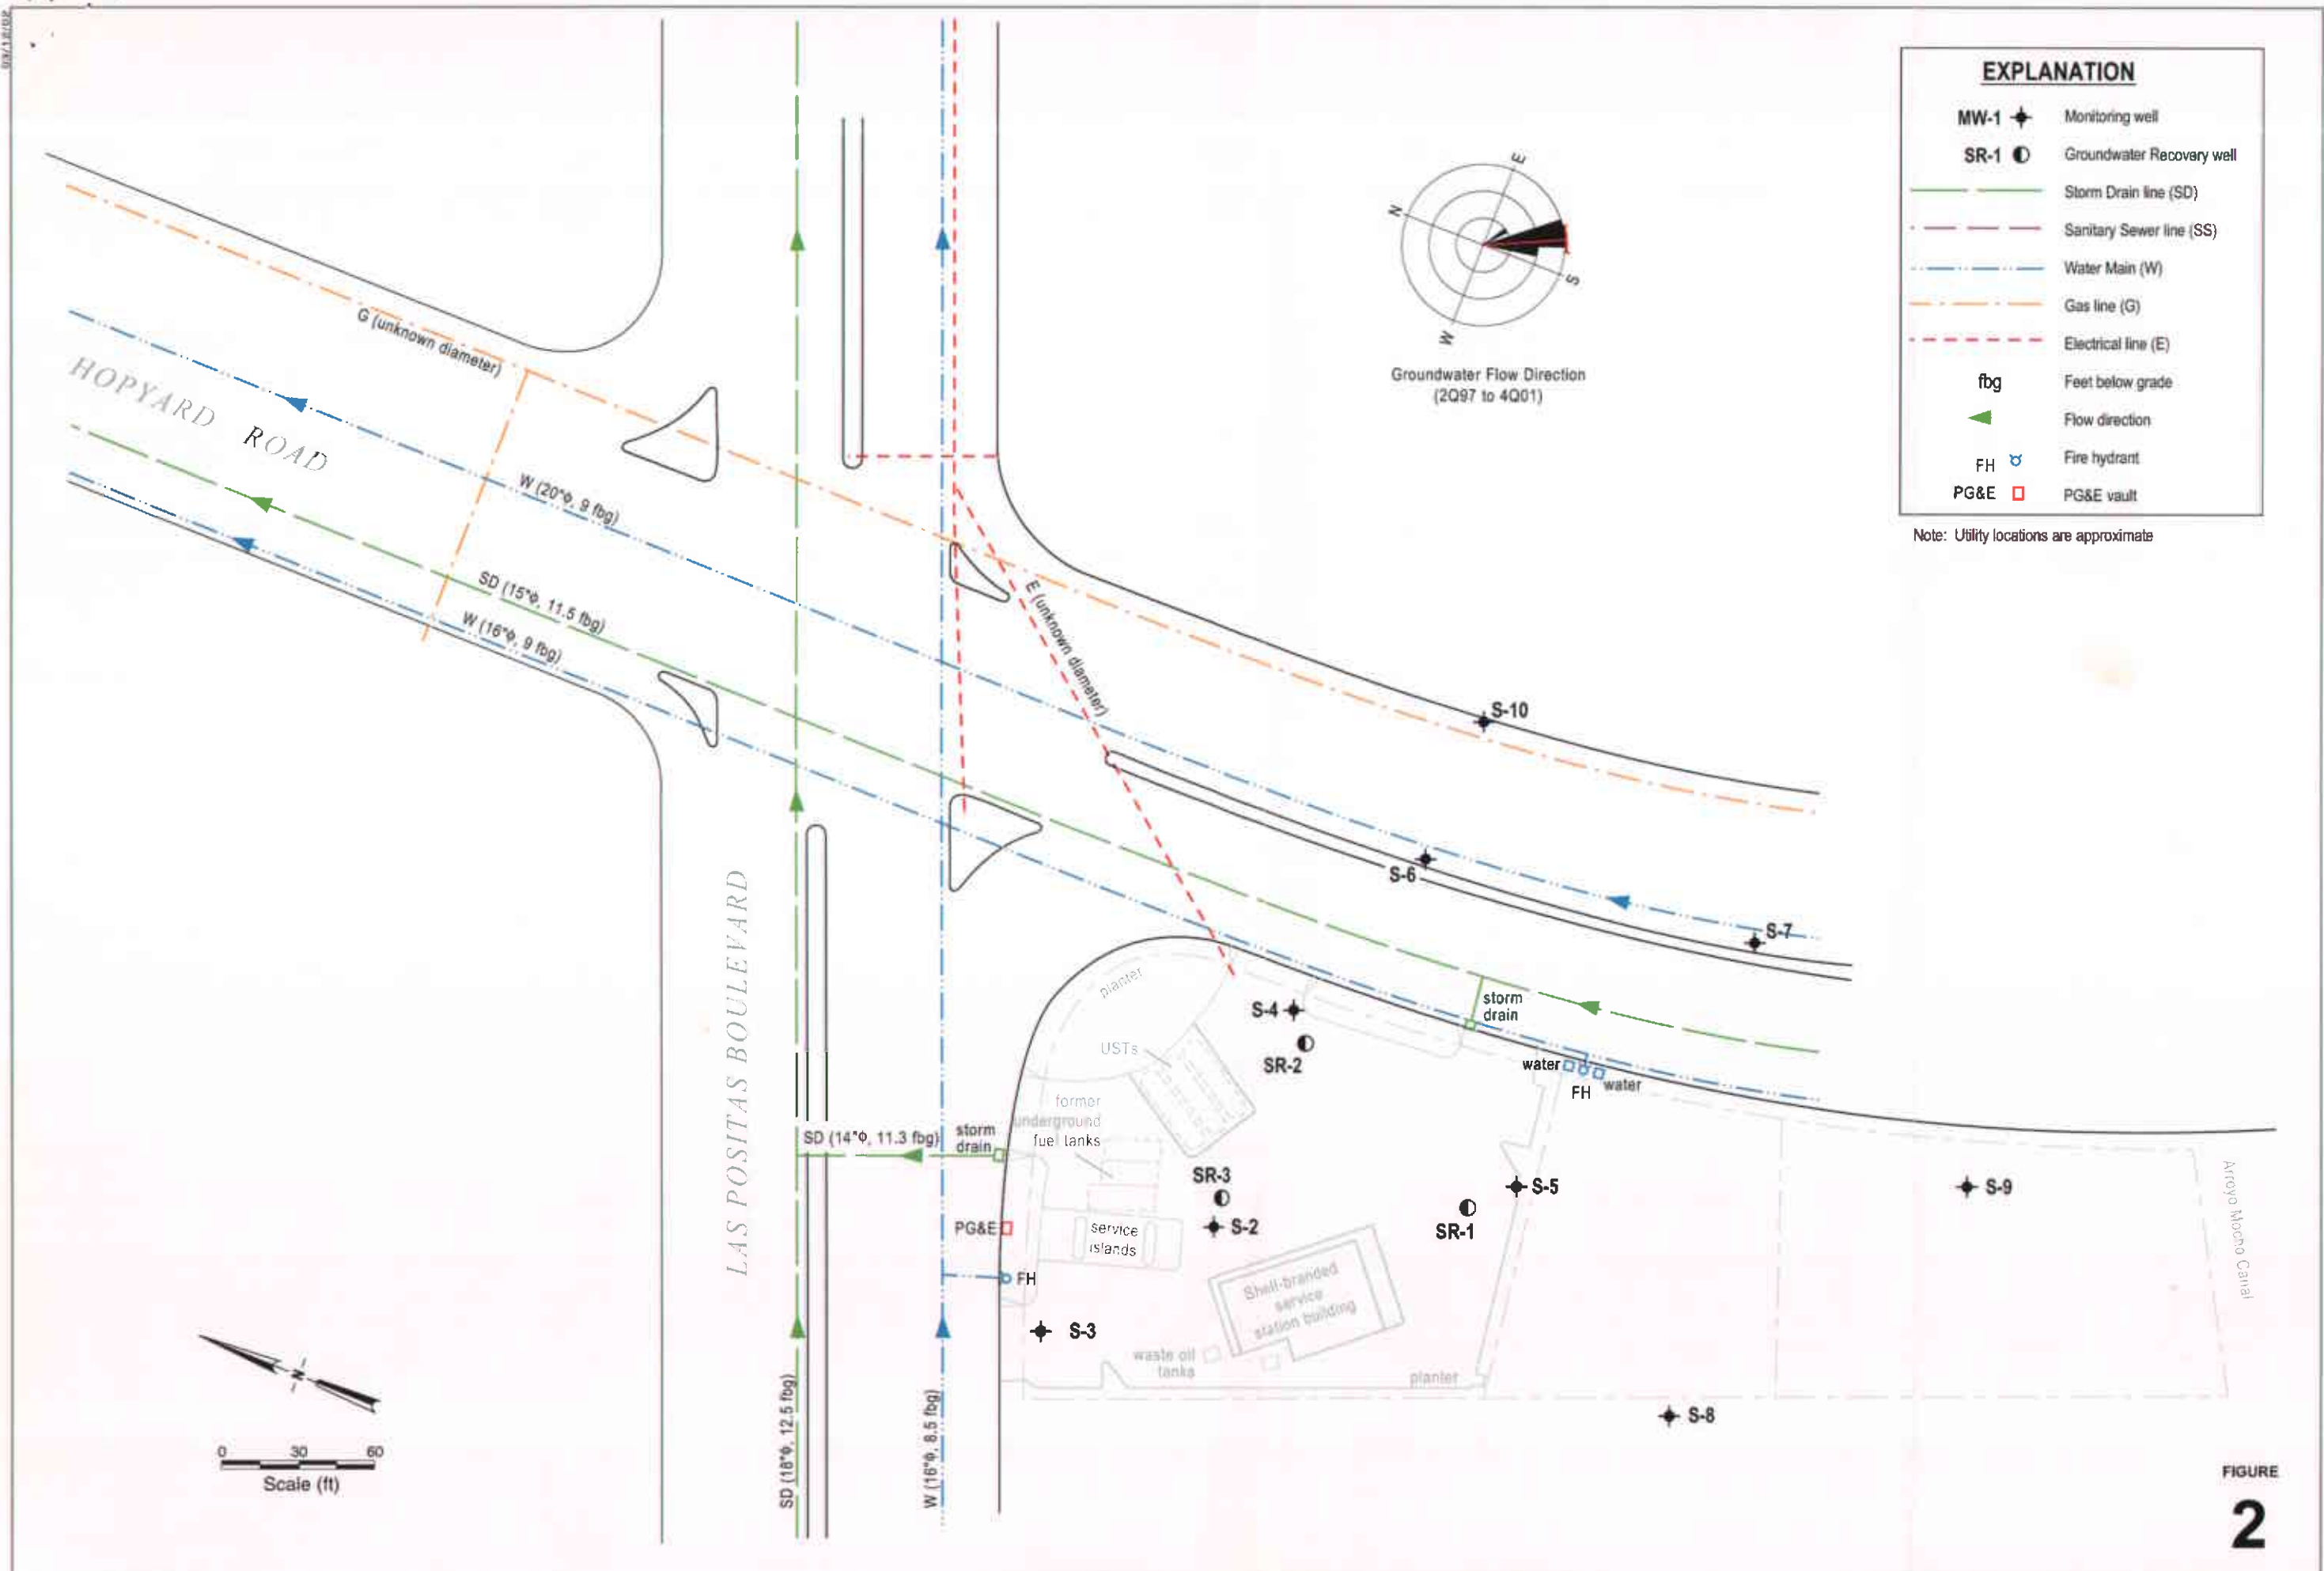 EXPLANATION
MW-1 Monitoring well
SR-1 Groundwater Recovery well
Storm Drain line (SD)
Sanitary Sewer line (SS)
Water Main (W)
Gas line (G)
Electrical line (E)
fbg Feet below grade
Flow direction
FH Fire hydrant
PG&E PG&E vault
Note: Utility locations are approximate
N
E
S
W
Groundwater Flow Direction
(2Q97 to 4Q01)
G (unknown diameter)
HOPYARD ROAD
W (20"ϕ, 9 fbg)
SD (15"ϕ, 11.5 fbg)
W (16"ϕ, 9 fbg)
E (unknown diameter)
S-10
S-6
S-7
LAS POSITAS BOULEVARD
planter
S-4
SR-2
storm
drain
USTs
water
FH
water
former
underground
fuel tanks
SD (14"ϕ, 11.3 fbg)
storm
drain
SR-3
S-2
S-5
SR-1
S-9
Arroyo Mocho Canal
PG&E
service
islands
FH
S-3
Shell-branded
service
station building
waste oil
tanks
planter
S-8
SD (18"ϕ, 12.5 fbg)
W (16"ϕ, 8.5 fbg)
N
0 30 60
Scale (ft)
FIGURE
2